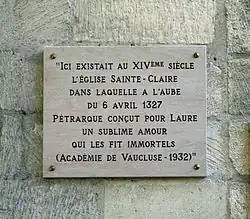 "ICI EXISTAIT AU XIVÈME SIÈCLE
L'ÉGLISE SAINTE-CLAIRE
DANS LAQUELLE A L'AUBE
DU 6 AVRIL 1327
PÉTRARQUE CONÇUT POUR LAURE
UN SUBLIME AMOUR
QUI LES FIT IMMORTELS
(ACADÉMIE DE VAUCLUSE-1932)"